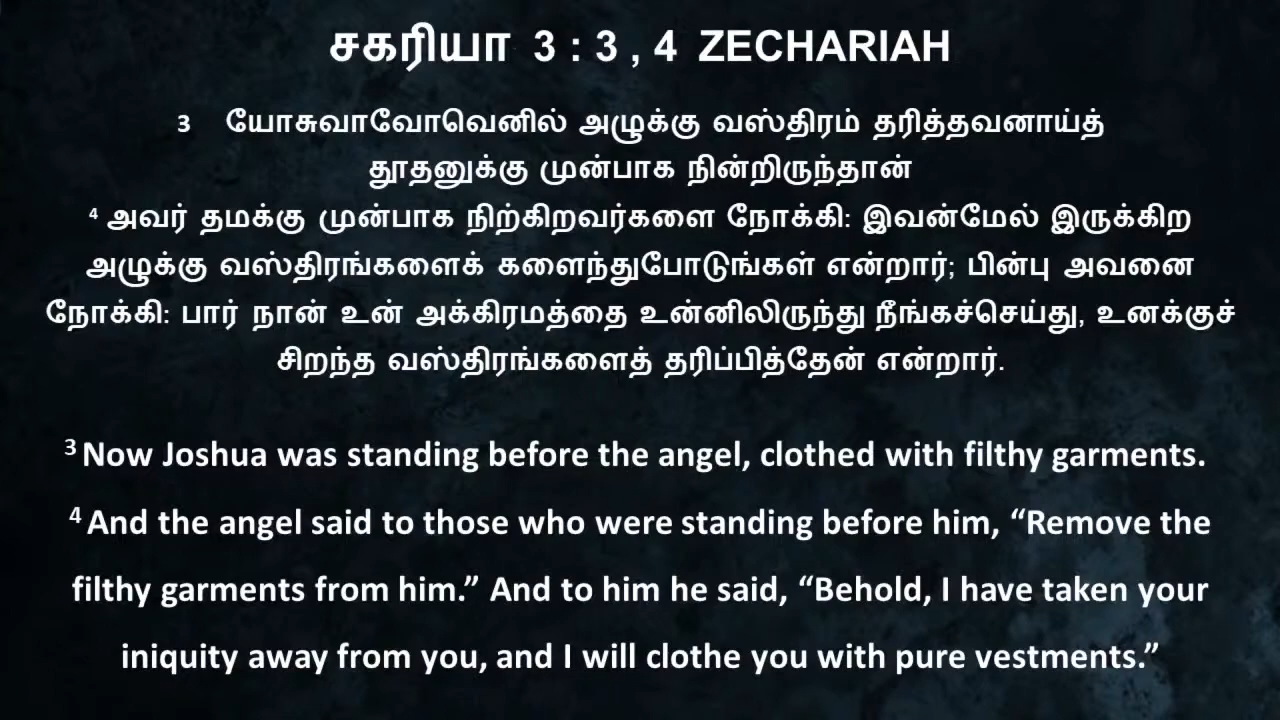 சகரியா 3 : 3 , 4 ZECHARIAH
3 யோசுவாவோவெனில் அழுக்கு வஸ்திரம் தரித்தவனாய்த்
தூதனுக்கு முன்பாக நின்றிருந்தான்
4 அவர் தமக்கு முன்பாக நிற்கிறவர்களை நோக்கி: இவன்மேல் இருக்கிற
அழுக்கு வஸ்திரங்களைக் களைந்துபோடுங்கள் என்றார்; பின்பு அவனை
நோக்கி: பார் நான் உன் அக்கிரமத்தை உன்னிலிருந்து நீங்கச்செய்து, உனக்குச்
சிறந்த வஸ்திரங்களைத் தரிப்பித்தேன் என்றார்.
3 Now Joshua was standing before the angel, clothed with filthy garments.
4 And the angel said to those who were standing before him, “Remove the
filthy garments from him.” And to him he said, “Behold, I have taken your
iniquity away from you, and I will clothe you with pure vestments.”